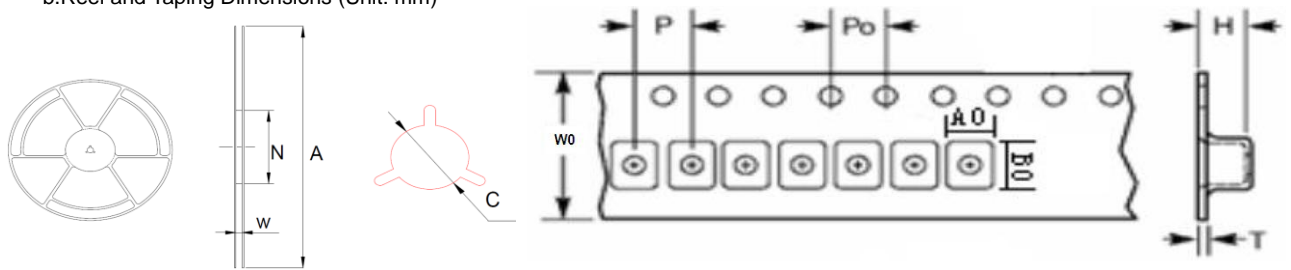 b.Reel and Taping Dimensions (Unit: mm)
P
Po
H
W0
A0
B0
N
A
W
C
T